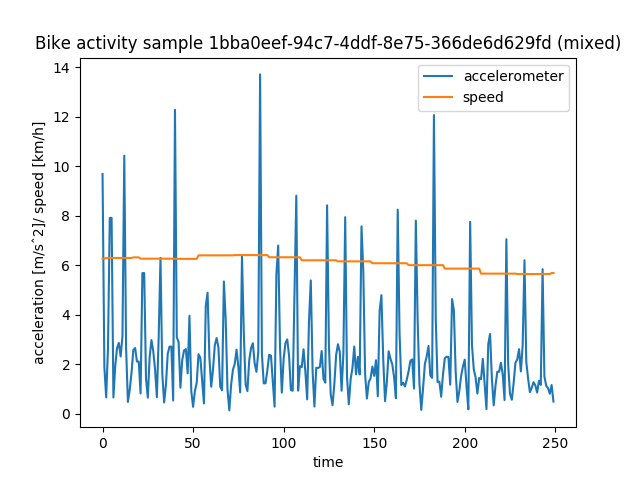 Bike activity sample 1bba0eef-94c7-4ddf-8e75-366de6d629fd (mixed)
accelerometer
speed
acceleration [m/s^2]/ speed [km/h]
14
12
10
8
6
4
2
0
0 50 100 150 200 250
time